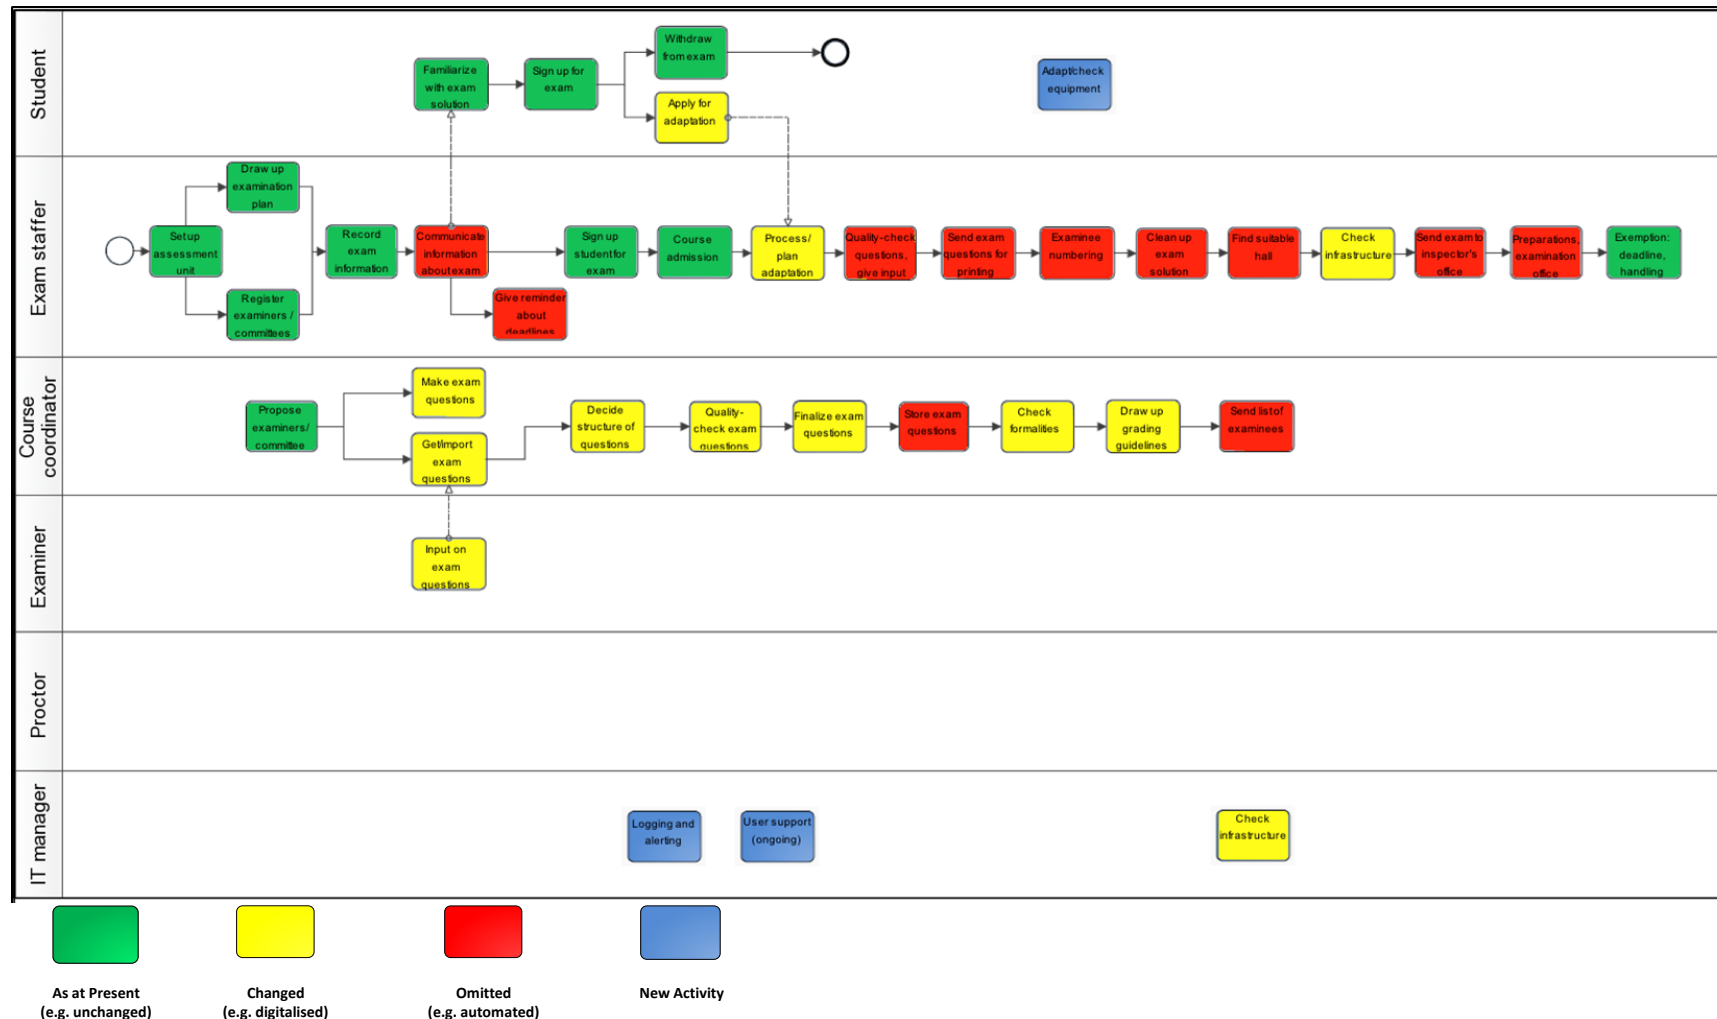 Student
Familiarize
with exam
solution
Sign up for
exam
Withdraw
from exam
Apply for
adaptation
Adapt/check
equipment
Exam staffer
Set up
assessment
unit
Draw up
examination
plan
Register
examiners /
committees
Record
exam
information
Communicate
information
about exam
Give reminder
about
deadlines
Sign up
student for
exam
Course
admission
Process/
plan
adaptation
Quality-check
questions,
give input
Send exam
questions for
printing
Examinee
numbering
Clean up
exam
solution
Find suitable
hall
Check
infrastructure
Send exam to
inspector's
office
Preparations,
examination
office
Exemption:
deadline,
handling
Course
coordinator
Propose
examiners/
committee
Make exam
questions
Get/import
exam
questions
Decide
structure of
questions
Quality-
check exam
questions
Finalize exam
questions
Store exam
questions
Check
formalities
Draw up
grading
guidelines
Send list of
examinees
Examiner
Input on
exam
questions
Proctor
IT manager
Logging and
alerting
User support
(ongoing)
Check
infrastructure
As at Present
(e.g. unchanged)
Changed
(e.g. digitalised)
Omitted
(e.g. automated)
New Activity